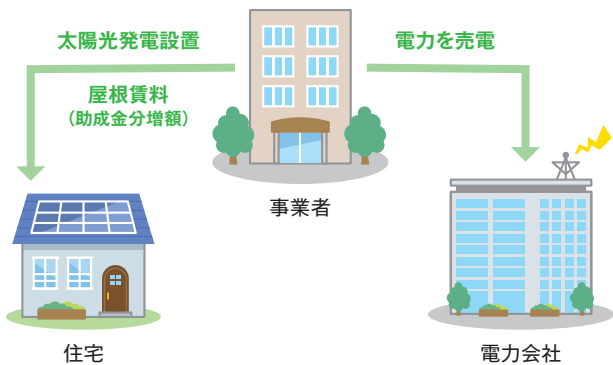 太陽光発電設置
屋根賃料
（助成金分増額）
電力を売電
事業者
住宅
電力会社